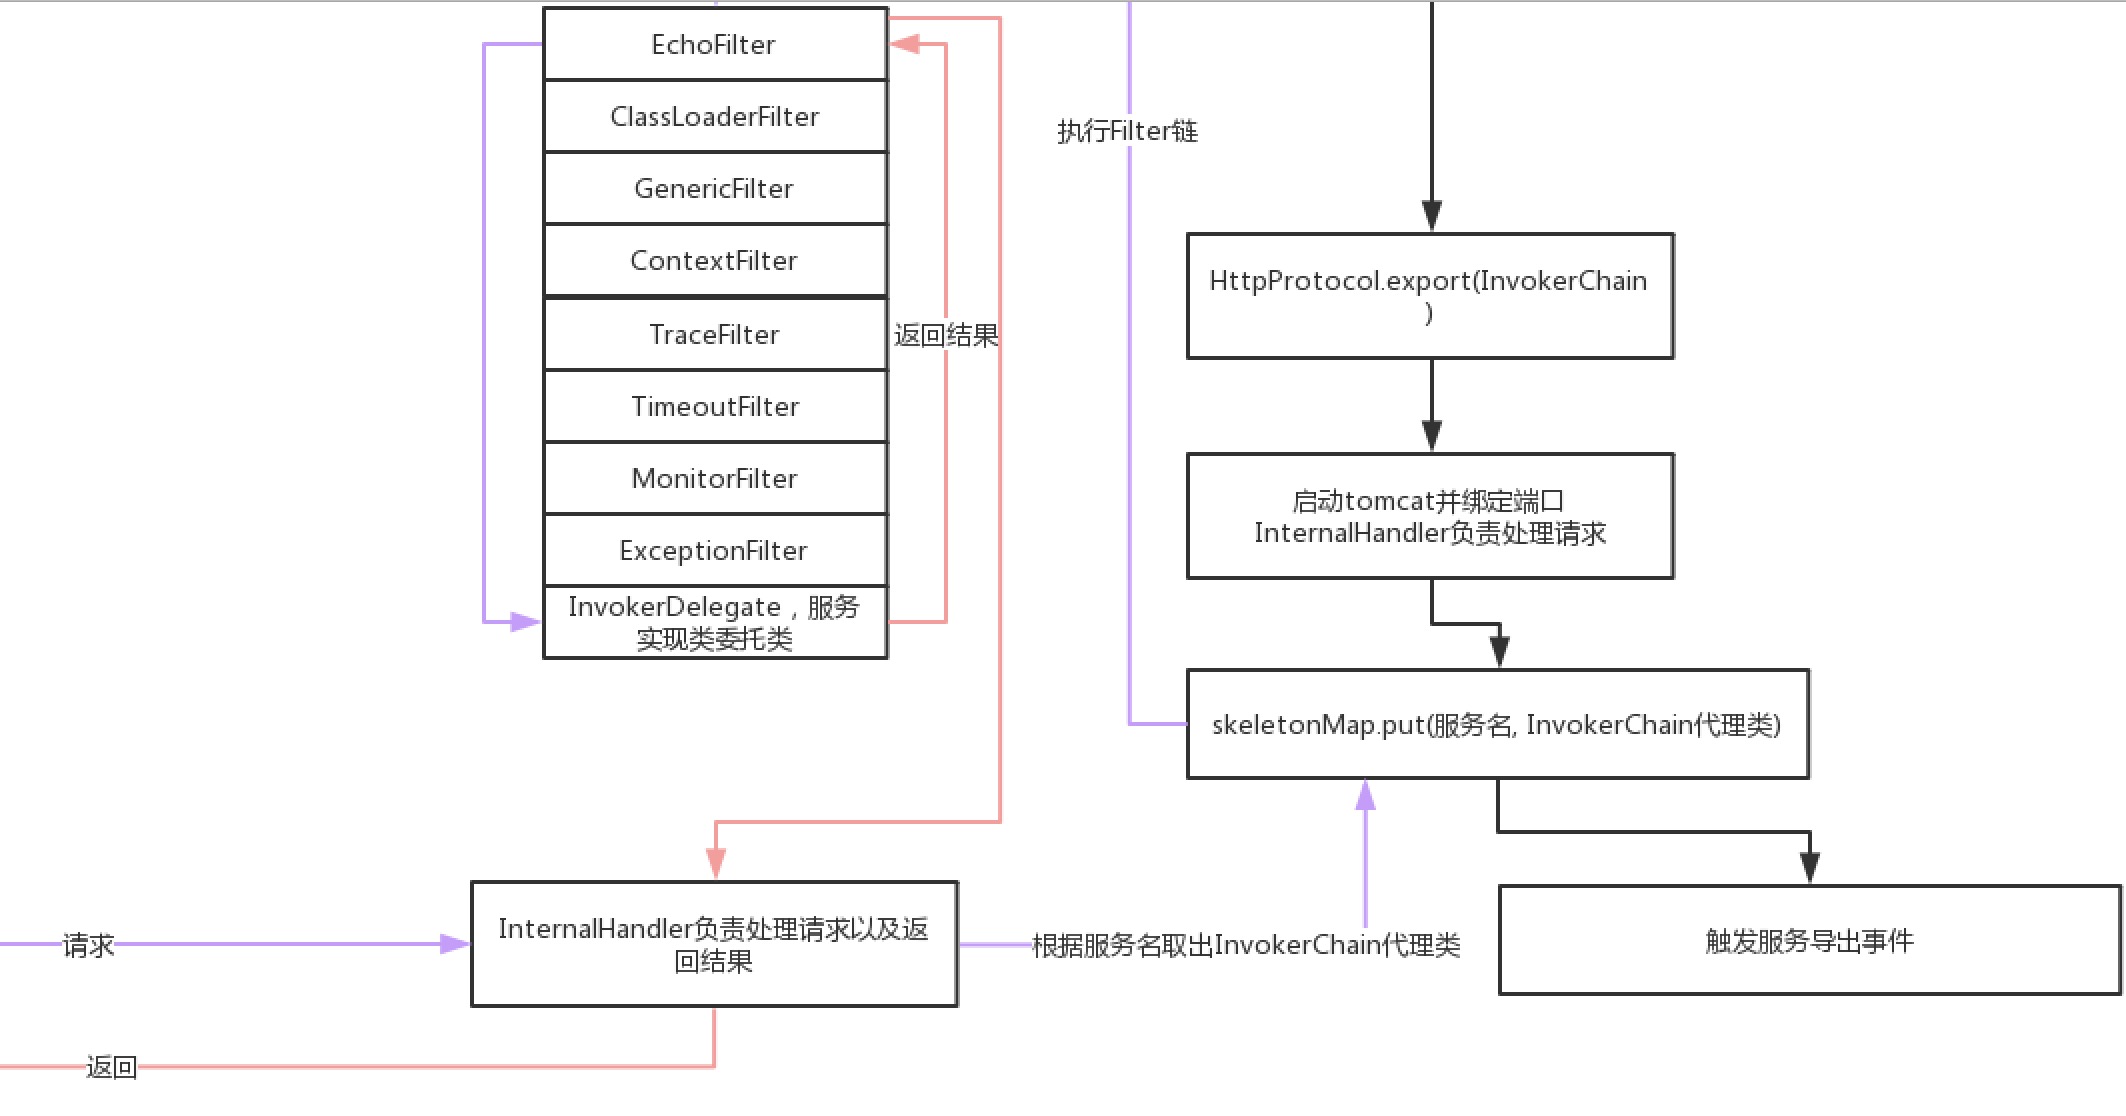 EchoFilter
ClassLoaderFilter
GenericFilter
ContextFilter
TraceFilter
TimeoutFilter
MonitorFilter
ExceptionFilter
InvokerDelegate，服务
实现类委托类
返回结果
执行Filter链
HttpProtocol.export(InvokerChain
)
启动tomcat并绑定端口
InternalHandler负责处理请求
skeletonMap.put(服务名, InvokerChain代理类)
请求
InternalHandler负责处理请求以及返
回结果
根据服务名取出InvokerChain代理类
触发服务导出事件
返回